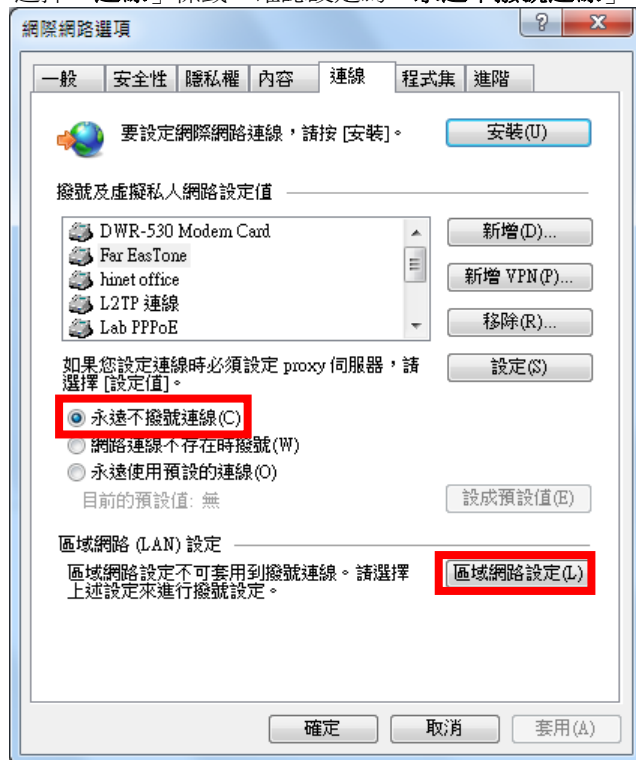 網際網路選項
一般 安全性 隱私權 內容 連線 程式集 進階
要設定網際網路連線,請按 [安裝]。 安裝(U)
撥號及虛擬私人網路設定值
DWR-530 Modem Card
Far EasTone
hinet office
L2TP 連線
Lab PPPoE
新增(D)...
新增 VPN(P)...
移除(R)...
如果您設定連線時必須設定 proxy 伺服器,請
選擇 [設定值]。
設定(S)
永遠不撥號連線(C)
網路連線不存在時撥號(W)
永遠使用預設的連線(O)
目前的預設值: 無 設成預設值(E)
區域網路 (LAN) 設定
區域網路設定不可套用到撥號連線。請選擇
上述設定來進行撥號設定。
區域網路設定(L)
確定 取消 套用(A)